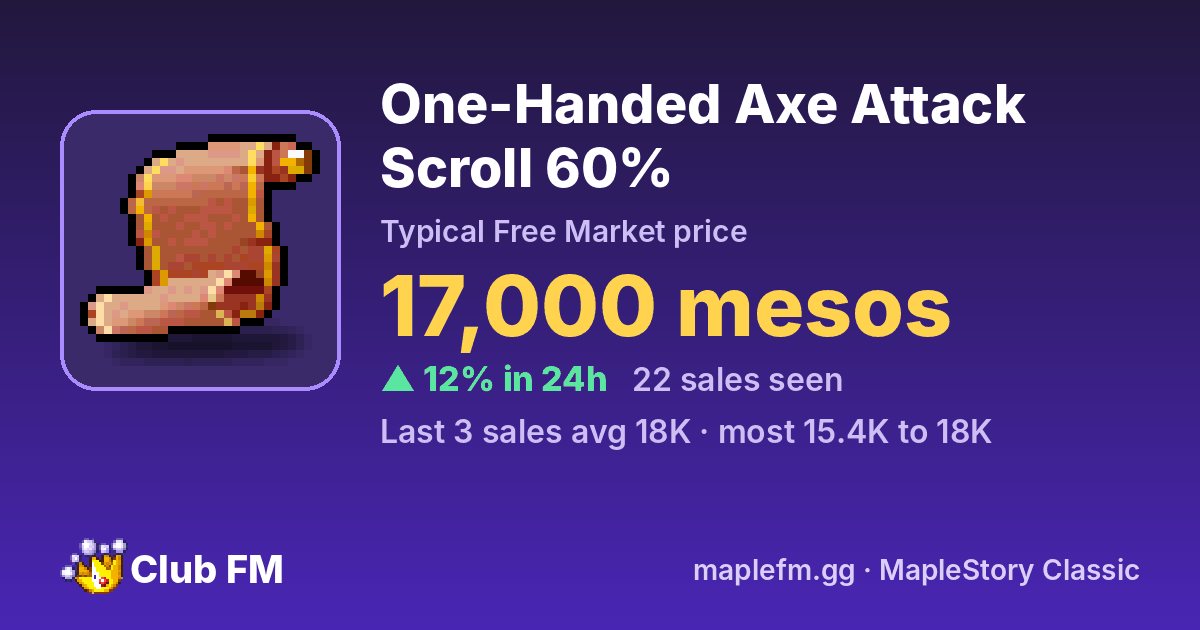 One-Handed Axe Attack
Scroll 60%
Typical Free Market price
17,000 mesos
▲ 12% in 24h 22 sales seen
Last 3 sales avg 18K · most 15.4K to 18K
Club FM
maplefm.gg · MapleStory Classic